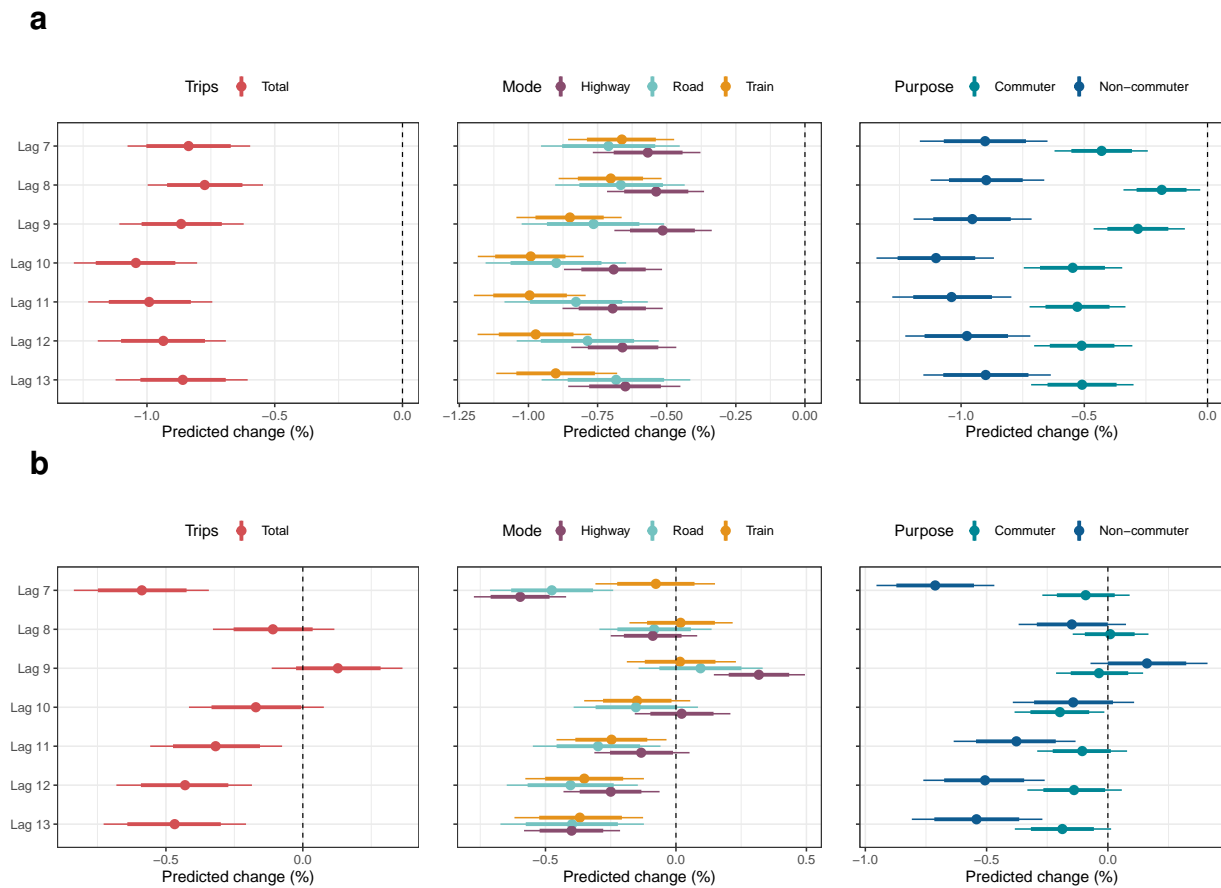 a
Trips Total
Mode Highway Road Train
Purpose Commuter Non−commuter
Lag 7
Lag 8
Lag 9
Lag 10
Lag 11
Lag 12
Lag 13
−1.0 −0.5 0.0
−1.25 −1.00 −0.75 −0.50 −0.25 0.00
−1.0 −0.5 0.0
Predicted change (%) Predicted change (%) Predicted change (%)
b
Trips Total
Mode Highway Road Train
Purpose Commuter Non−commuter
Lag 7
Lag 8
Lag 9
Lag 10
Lag 11
Lag 12
Lag 13
−0.5 0.0
−0.5 0.0 0.5
−1.0 −0.5 0.0
Predicted change (%) Predicted change (%) Predicted change (%)